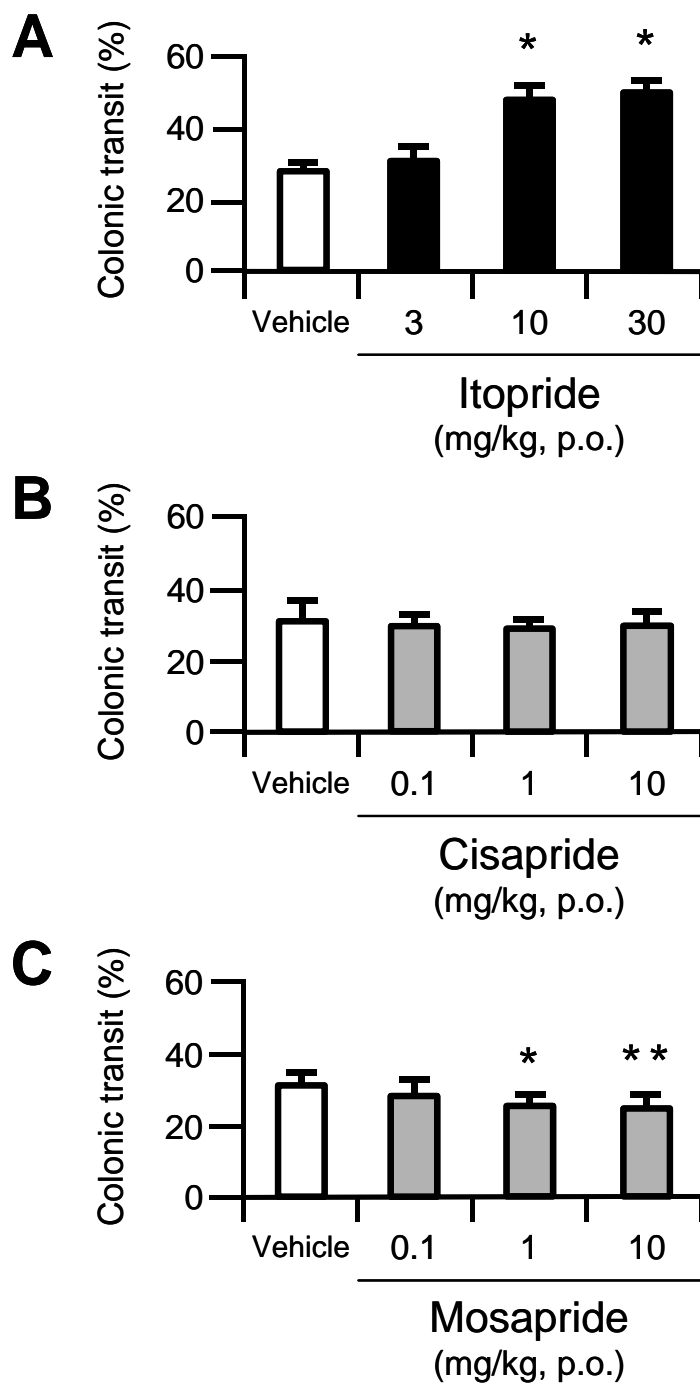 A
Colonic transit (%)
60
40
20
0
*
*
Vehicle
3
10
30
Itopride
(mg/kg, p.o.)
B
Colonic transit (%)
60
40
20
0
Vehicle
0.1
1
10
Cisapride
(mg/kg, p.o.)
C
Colonic transit (%)
60
40
20
0
*
**
Vehicle
0.1
1
10
Mosapride
(mg/kg, p.o.)